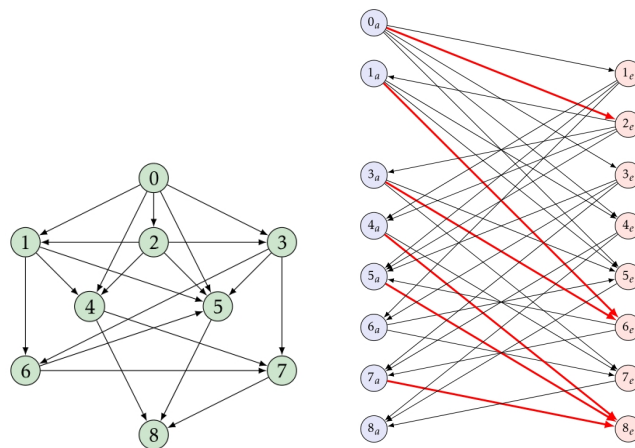 0
1 2 3
4 5
6 7
8
0ₐ
1ₐ 1ₑ
2ₑ
3ₐ 3ₑ
4ₐ 4ₑ
5ₐ 5ₑ
6ₐ 6ₑ
7ₐ 7ₑ
8ₐ 8ₑ